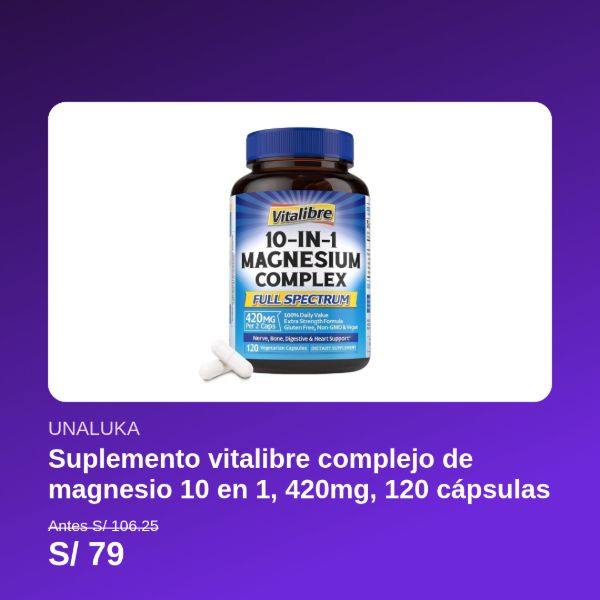 Vitalibre
10-IN-1
MAGNESIUM
COMPLEX
FULL SPECTRUM
420MG
Per 2 Caps
100% Daily Value
Extra Strength Formula
Gluten Free, Non-GMO & Vegan
Nerve, Bone, Digestive & Heart Support*
120 Vegetarian Capsules DIETARY SUPPLEMENT
UNALUKA
Suplemento vitalibre complejo de
magnesio 10 en 1, 420mg, 120 cápsulas
Antes S/ 106.25
S/ 79